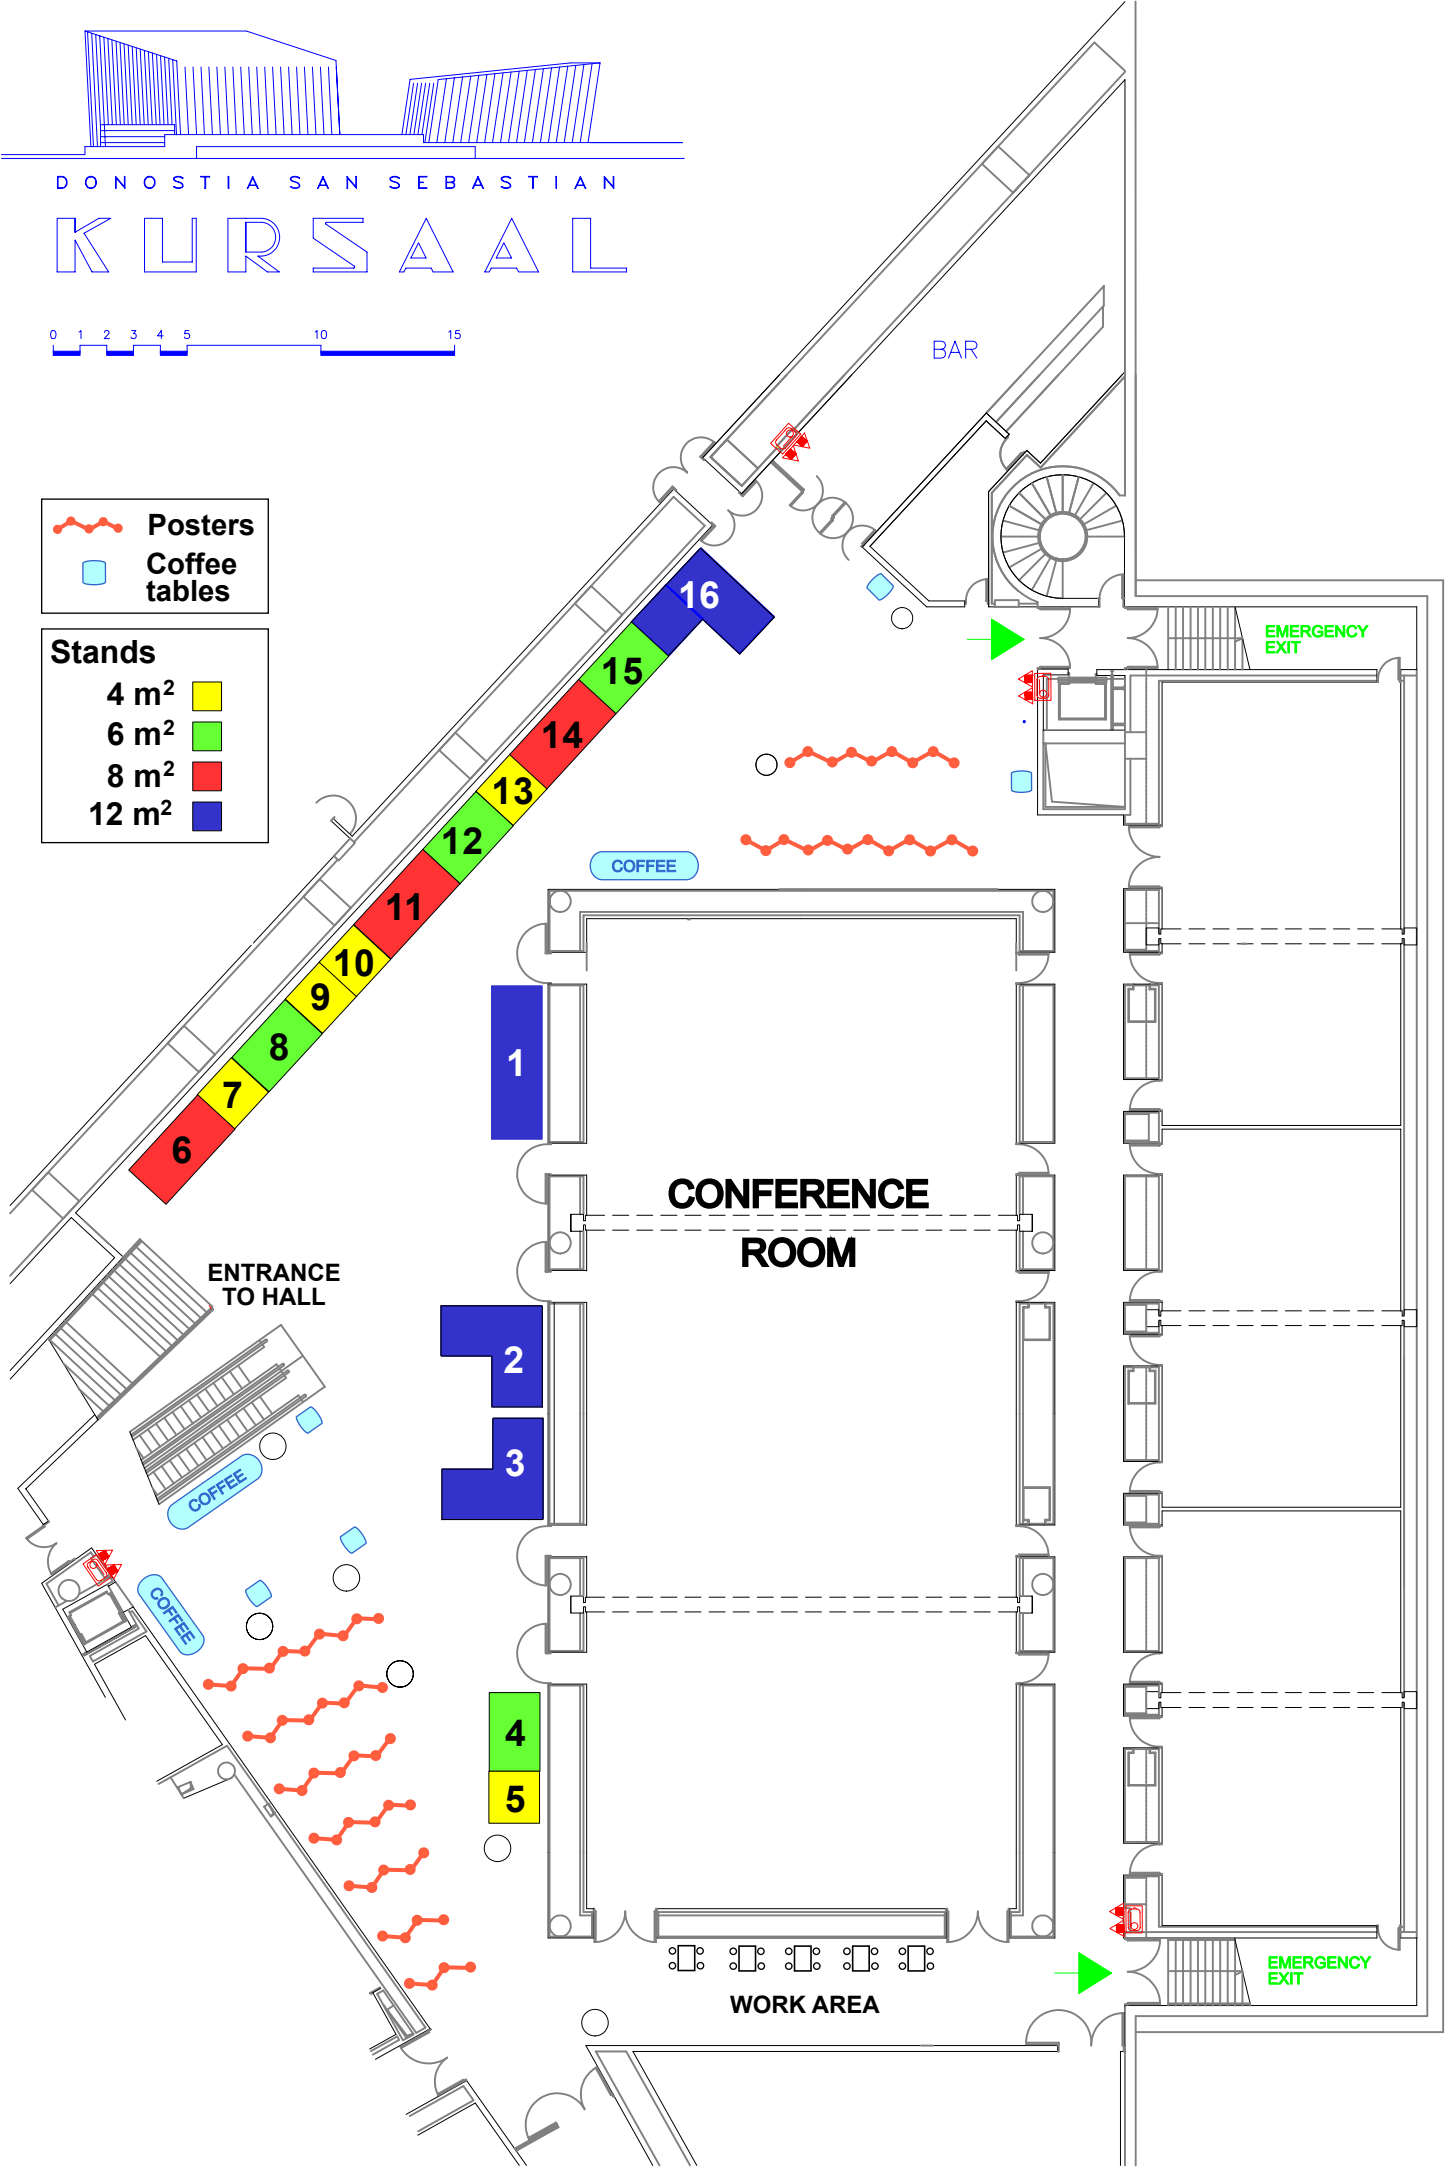 DONOSTIA SAN SEBASTIAN
KURSAAL
0 1 2 3 4 5 10 15
BAR
Posters
Coffee
tables
Stands
4 m²
6 m²
8 m²
12 m²
16
15
14
13
12
11
10
9
8
7
6
EMERGENCY
EXIT
COFFEE
1
CONFERENCE
ROOM
ENTRANCE
TO HALL
2
3
COFFEE
COFFEE
4
5
WORK AREA
EMERGENCY
EXIT